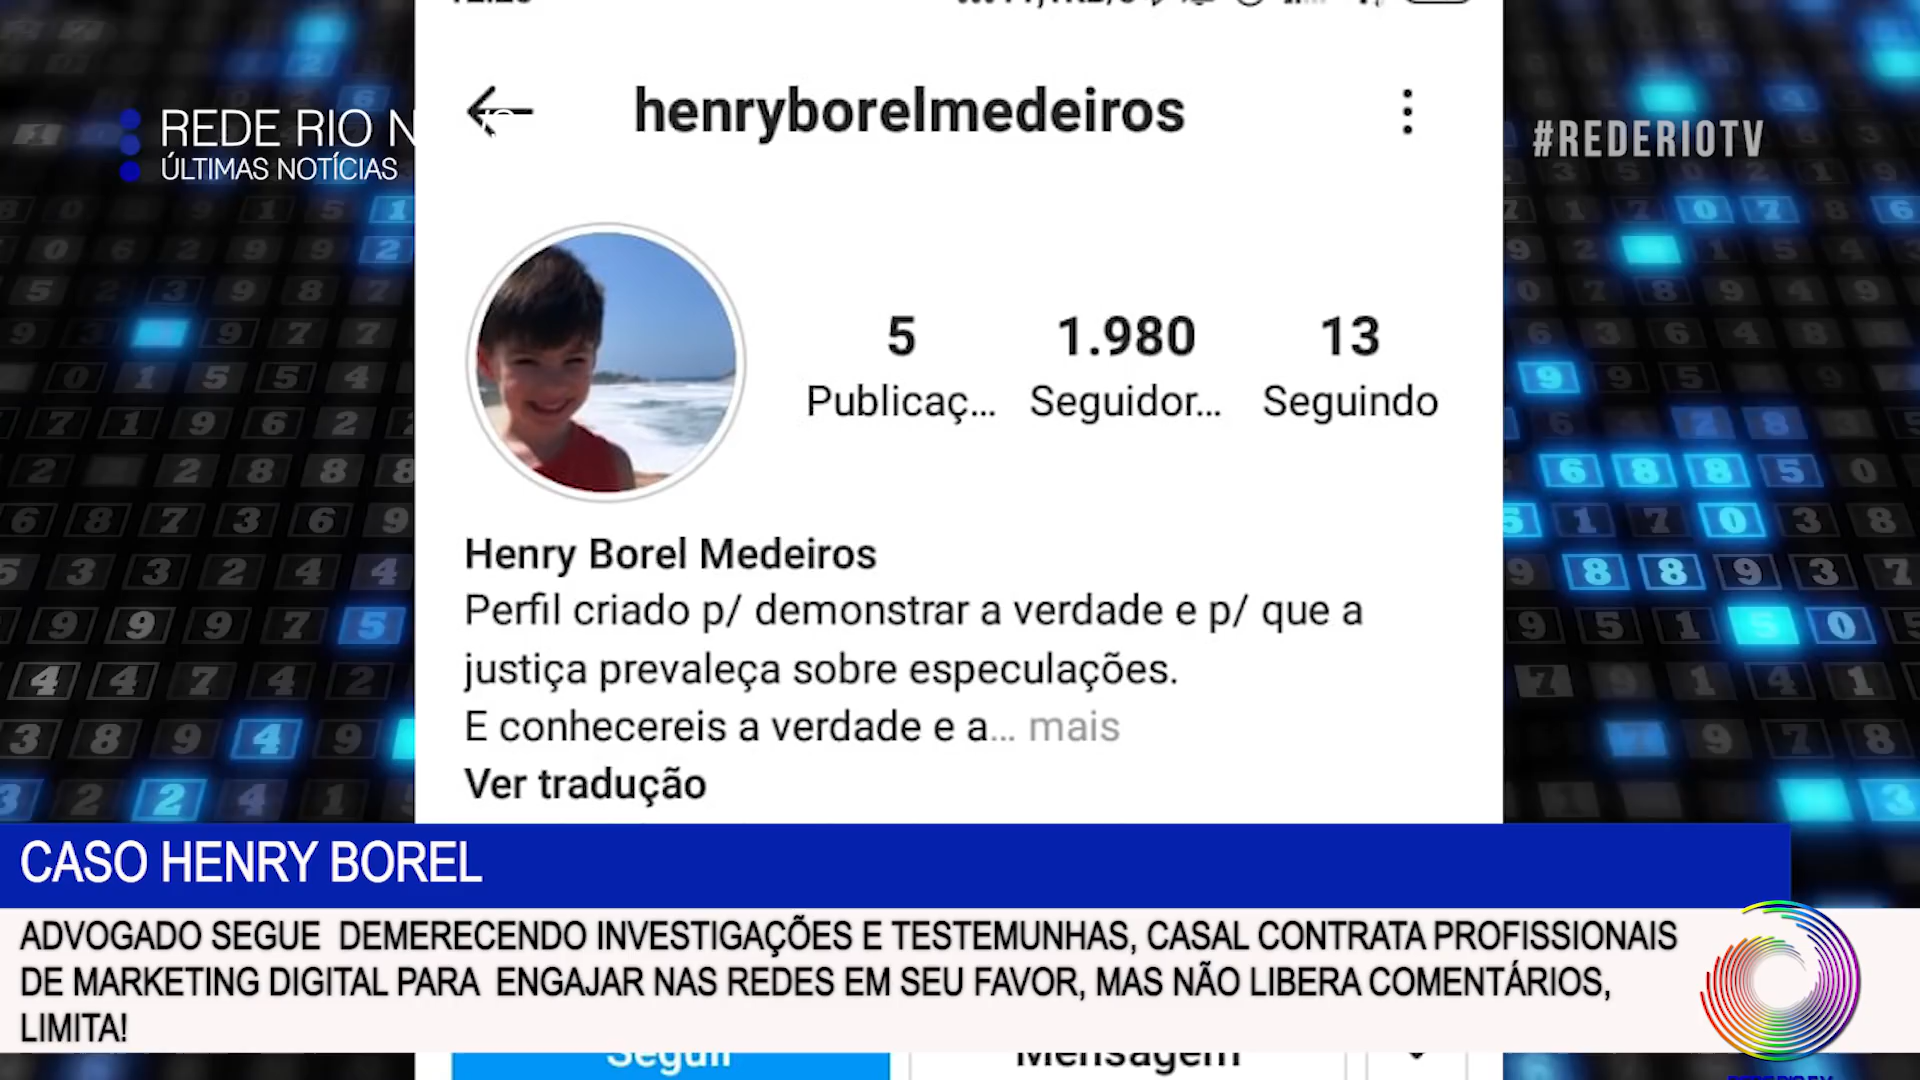 REDE RIO N
ÚLTIMAS NOTÍCIAS
henryborelmedeiros
#REDERIOTV
5
1.980
13
Publicaç...
Seguidor...
Seguindo
Henry Borel Medeiros
Perfil criado p/ demonstrar a verdade e p/ que a
justiça prevaleça sobre especulações.
E conhecereis a verdade e a... mais
Ver tradução
CASO HENRY BOREL
ADVOGADO SEGUE DEMERECENDO INVESTIGAÇÕES E TESTEMUNHAS, CASAL CONTRATA PROFISSIONAIS
DE MARKETING DIGITAL PARA ENGAJAR NAS REDES EM SEU FAVOR, MAS NÃO LIBERA COMENTÁRIOS,
LIMITA!
Seguir
Mensagem